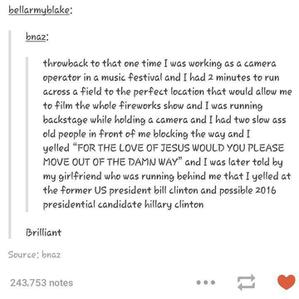 bellarmyblake:
bnaz:
throwback to that one time I was working as a camera
operator in a music festival and I had 2 minutes to run
across a field to the perfect location that would allow me
to film the whole fireworks show and I was running
backstage while holding a camera and I had two slow ass
old people in front of me blocking the way and I
yelled “FOR THE LOVE OF JESUS WOULD YOU PLEASE
MOVE OUT OF THE DAMN WAY” and I was later told by
my girlfriend who was running behind me that I yelled at
the former US president bill clinton and possible 2016
presidential candidate hillary clinton
Brilliant
Source: bnaz
243,753 notes